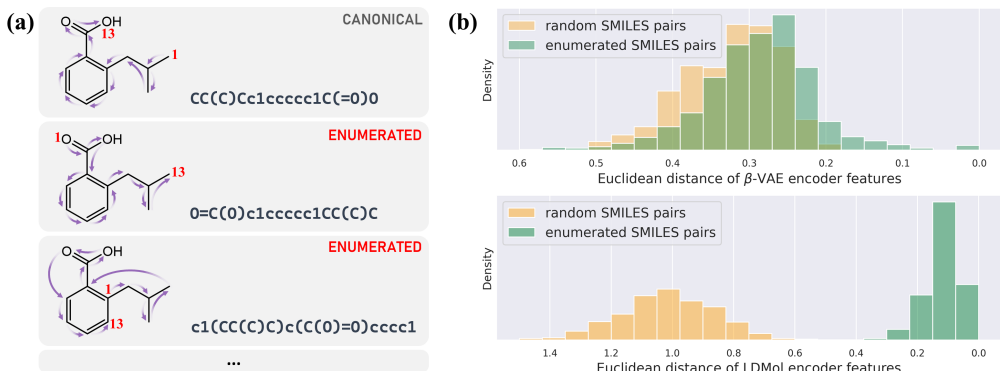 (a)
CANONICAL
O
OH
13
1
CC(C)Cc1ccccc1C(=O)O
ENUMERATED
1
O
OH
13
O=C(O)c1ccccc1CC(C)C
ENUMERATED
O
OH
1
13
c1(CC(C)C)c(C(O)=O)cccc1
...
(b)
random SMILES pairs
enumerated SMILES pairs
Density
0.6 0.5 0.4 0.3 0.2 0.1 0.0
Euclidean distance of β-VAE encoder features
random SMILES pairs
enumerated SMILES pairs
Density
1.4 1.2 1.0 0.8 0.6 0.4 0.2 0.0
Euclidean distance of LDMol encoder features